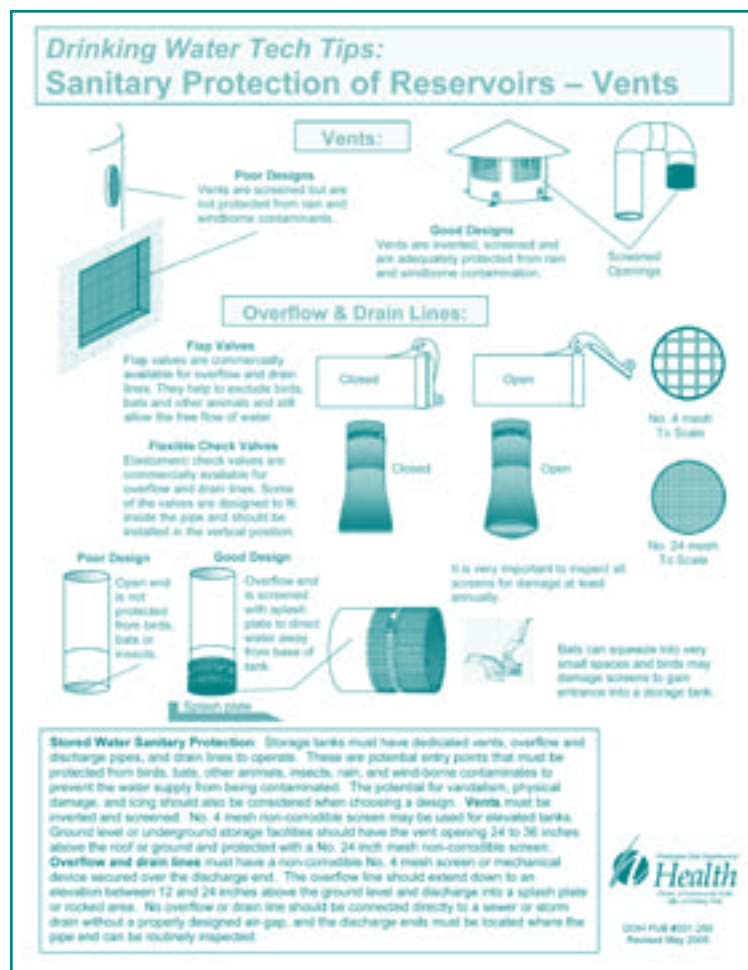 Drinking Water Tech Tips:
Sanitary Protection of Reservoirs – Vents
Vents:
Poor Designs
Vents are screened but are
not protected from rain and
windborne contaminants.
Good Designs
Vents are inverted, screened and
are adequately protected from rain
and windborne contamination.
Screened
Openings
Overflow & Drain Lines:
Flap Valves
Flap valves are commercially
available for overflow and drain
lines. They help to exclude birds,
bats and other animals and still
allow the free flow of water.
Closed
Open
No. 4 mesh
To Scale
Flexible Check Valves
Elastomeric check valves are
commercially available for
overflow and drain lines. Some
of the valves are designed to fit
inside the pipe and should be
installed in the vertical position.
Closed
Open
No. 24 mesh
To Scale
Poor Design
Open end
is not
protected
from birds,
bats or
insects.
Good Design
Overflow end
is screened
with splash
plate to direct
water away
from base of
tank.
Splash plate
It is very important to inspect all
screens for damage at least
annually.
Bats can squeeze into very
small spaces and birds may
damage screens to gain
entrance into a storage tank.
Stored Water Sanitary Protection: Storage tanks must have dedicated vents, overflow and
discharge pipes, and drain lines to operate. These are potential entry points that must be
protected from birds, bats, other animals, insects, rain, and wind-borne contaminates to
prevent the water supply from being contaminated. The potential for vandalism, physical
damage, and icing should also be considered when choosing a design. Vents must be
inverted and screened. No. 4 mesh non-corrodible screen may be used for elevated tanks.
Ground level or underground storage facilities should have the vent opening 24 to 36 inches
above the roof or ground and protected with a No. 24 inch mesh non-corrodible screen.
Overflow and drain lines must have a non-corrodible No. 4 mesh screen or mechanical
device secured over the discharge end. The overflow line should extend down to an
elevation between 12 and 24 inches above the ground level and discharge into a splash plate
or rocked area. No overflow or drain line should be connected directly to a sewer or storm
drain without a properly designed air-gap, and the discharge ends must be located where the
pipe end can be routinely inspected.
Washington State Department of
Health
DOH PUB #331-250
Revised May 2005